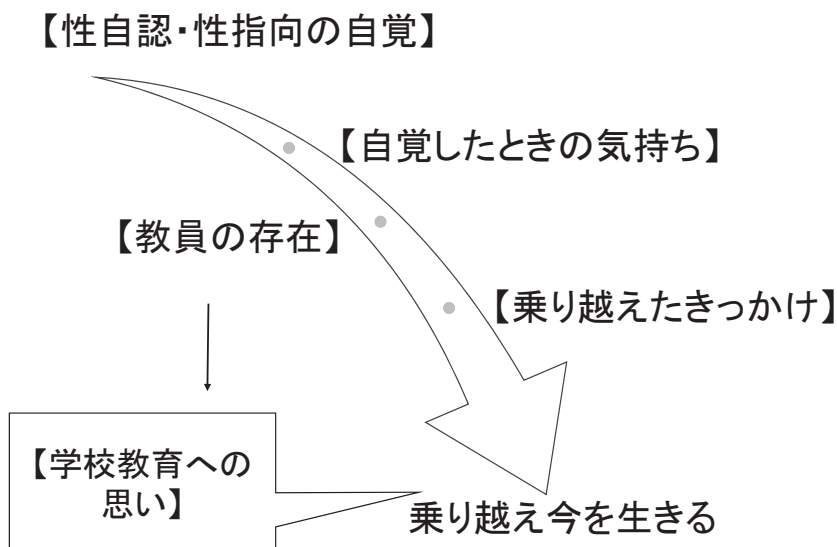 【性自認・性指向の自覚】
【自覚したときの気持ち】
【教員の存在】
【乗り越えたきっかけ】
【学校教育への
思い】
乗り越え今を生きる